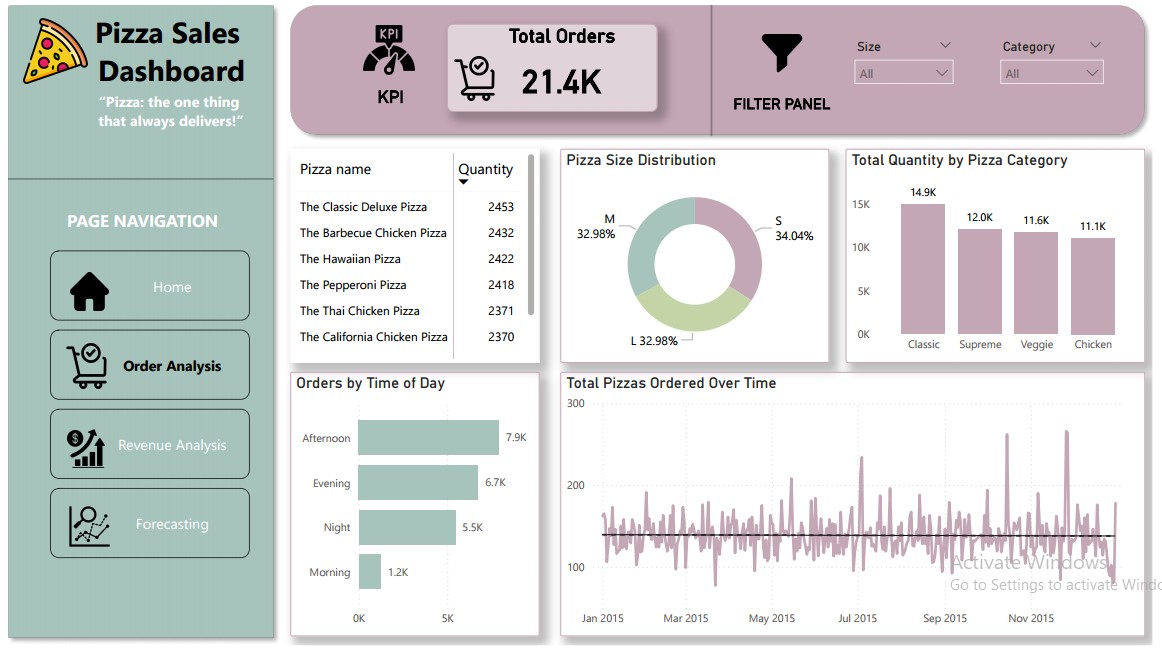 Pizza Sales
Dashboard
“Pizza: the one thing
that always delivers!”
PAGE NAVIGATION
Home
Order Analysis
$
Revenue Analysis
Forecasting
KPI
KPI
Total Orders
21.4K
FILTER PANEL
Size
All
Category
All
Pizza name Quantity
The Classic Deluxe Pizza 2453
The Barbecue Chicken Pizza 2432
The Hawaiian Pizza 2422
The Pepperoni Pizza 2418
The Thai Chicken Pizza 2371
The California Chicken Pizza 2370
Pizza Size Distribution
M
32.98%
S
34.04%
L 32.98%
Total Quantity by Pizza Category
15K
10K
5K
0K
14.9K
12.0K
11.6K
11.1K
Classic Supreme Veggie Chicken
Orders by Time of Day
Afternoon 7.9K
Evening 6.7K
Night 5.5K
Morning 1.2K
0K 5K
Total Pizzas Ordered Over Time
300
200
100
Jan 2015 Mar 2015 May 2015 Jul 2015 Sep 2015 Nov 2015
Activate Windows
Go to Settings to activate Windo